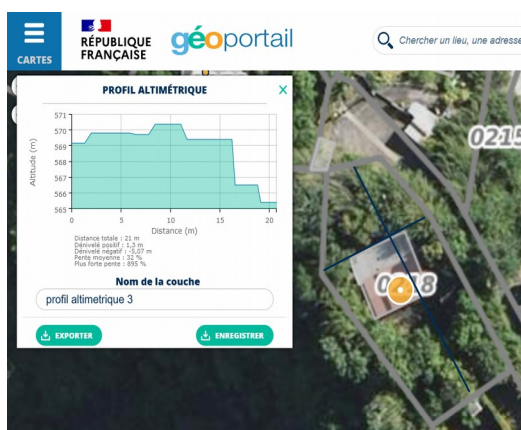 CARTES
RÉPUBLIQUE
FRANÇAISE
géoportail
Chercher un lieu, une adresse
PROFIL ALTIMÉTRIQUE
X
Altitude (m)
571
570
569
568
567
566
565
0
5
10
15
20
Distance (m)
Distance totale : 21 m
Dénivelé positif : 1,3 m
Dénivelé négatif : -5,07 m
Pente moyenne : 32 %
Plus forte pente : 895 %
Nom de la couche
profil altimetrique 3
EXPORTER
ENREGISTRER
0215
0218